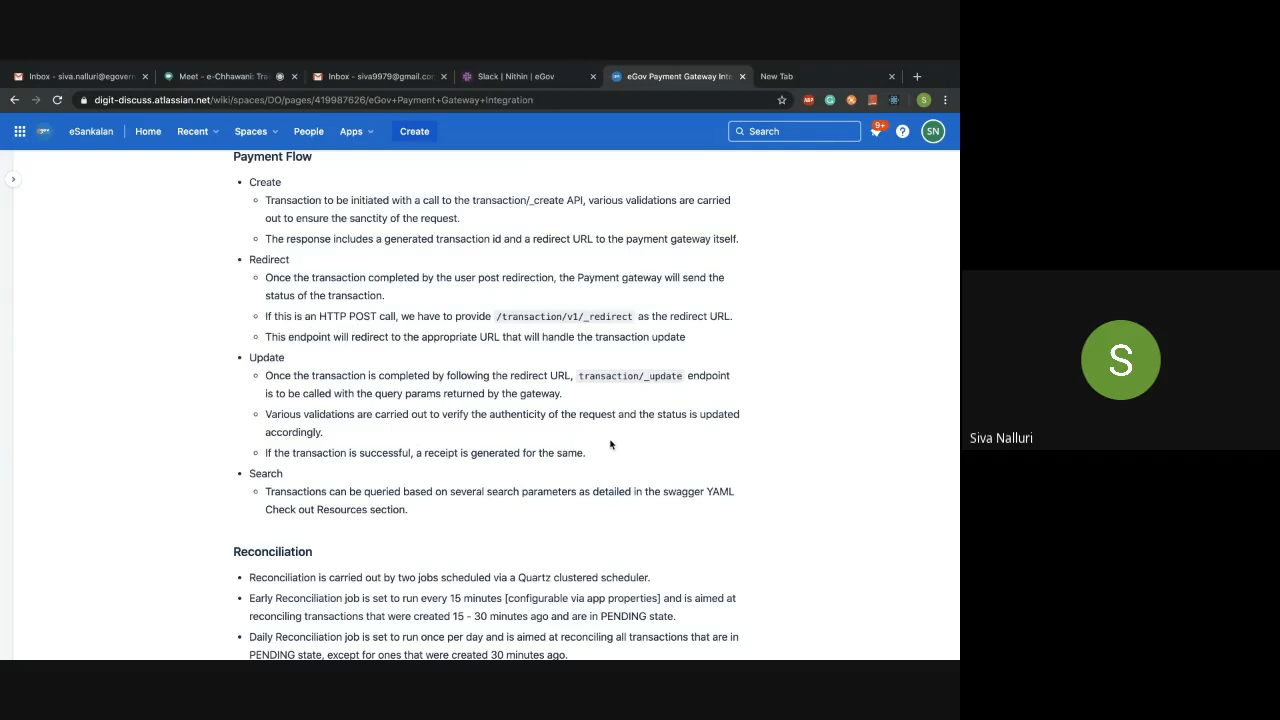 Inbox - siva.nalluri@egovern
Meet - e-Chhawani: Tra
Inbox - siva9979@gmail.co
Slack | Nithin | eGov
eGov Payment Gateway Inte
New Tab
digit-discuss.atlassian.net/wiki/spaces/DO/pages/419987626/eGov+Payment+Gateway+Integration
ABP
S
eSankalan
Home
Recent
Spaces
People
Apps
Create
Search
9+
SN
Payment Flow
• Create
Transaction to be initiated with a call to the transaction/_create API, various validations are carried
out to ensure the sanctity of the request.
The response includes a generated transaction id and a redirect URL to the payment gateway itself.
• Redirect
Once the transaction completed by the user post redirection, the Payment gateway will send the
status of the transaction.
If this is an HTTP POST call, we have to provide /transaction/v1/_redirect as the redirect URL.
This endpoint will redirect to the appropriate URL that will handle the transaction update
• Update
Once the transaction is completed by following the redirect URL, transaction/_update endpoint
is to be called with the query params returned by the gateway.
Various validations are carried out to verify the authenticity of the request and the status is updated
accordingly.
If the transaction is successful, a receipt is generated for the same.
• Search
Transactions can be queried based on several search parameters as detailed in the swagger YAML
Check out Resources section.
Reconciliation
• Reconciliation is carried out by two jobs scheduled via a Quartz clustered scheduler.
• Early Reconciliation job is set to run every 15 minutes [configurable via app properties] and is aimed at
reconciling transactions that were created 15 - 30 minutes ago and are in PENDING state.
• Daily Reconciliation job is set to run once per day and is aimed at reconciling all transactions that are in
PENDING state, except for ones that were created 30 minutes ago.
S
Siva Nalluri